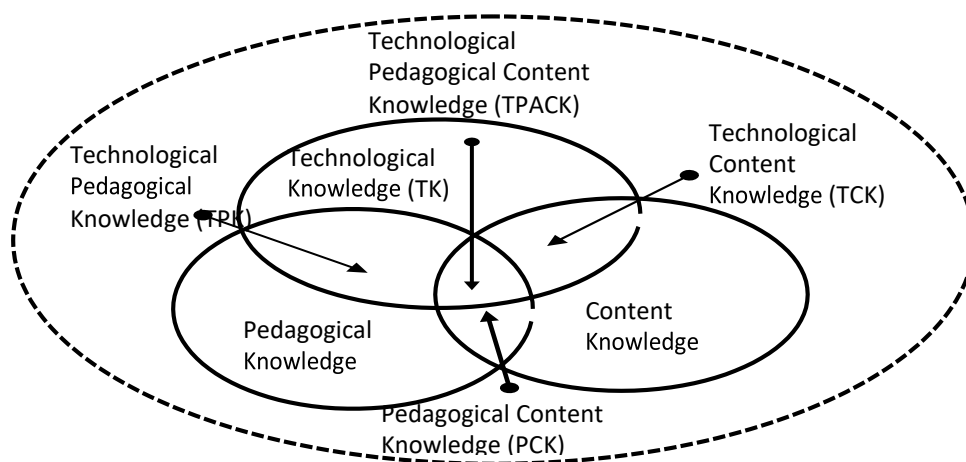 Technological
Pedagogical Content
Knowledge (TPACK)
Technological
Pedagogical
Knowledge (TPK)
Technological
Knowledge (TK)
Technological
Content
Knowledge (TCK)
Pedagogical
Knowledge
Content
Knowledge
Pedagogical Content
Knowledge (PCK)